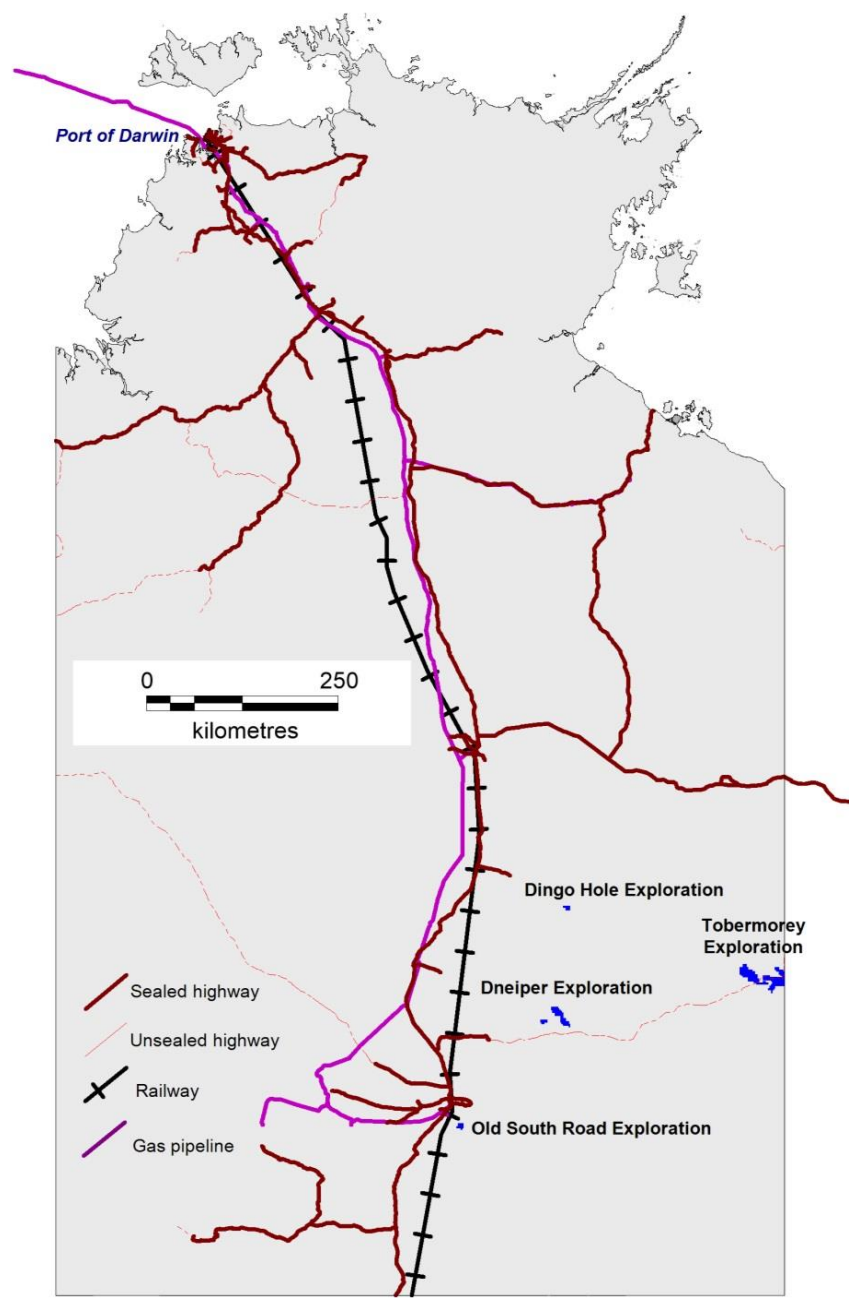 Port of Darwin
0 250
kilometres
Dingo Hole Exploration
Tobermorey
Exploration
Dneiper Exploration
Sealed highway
Unsealed highway
Railway
Gas pipeline
Old South Road Exploration